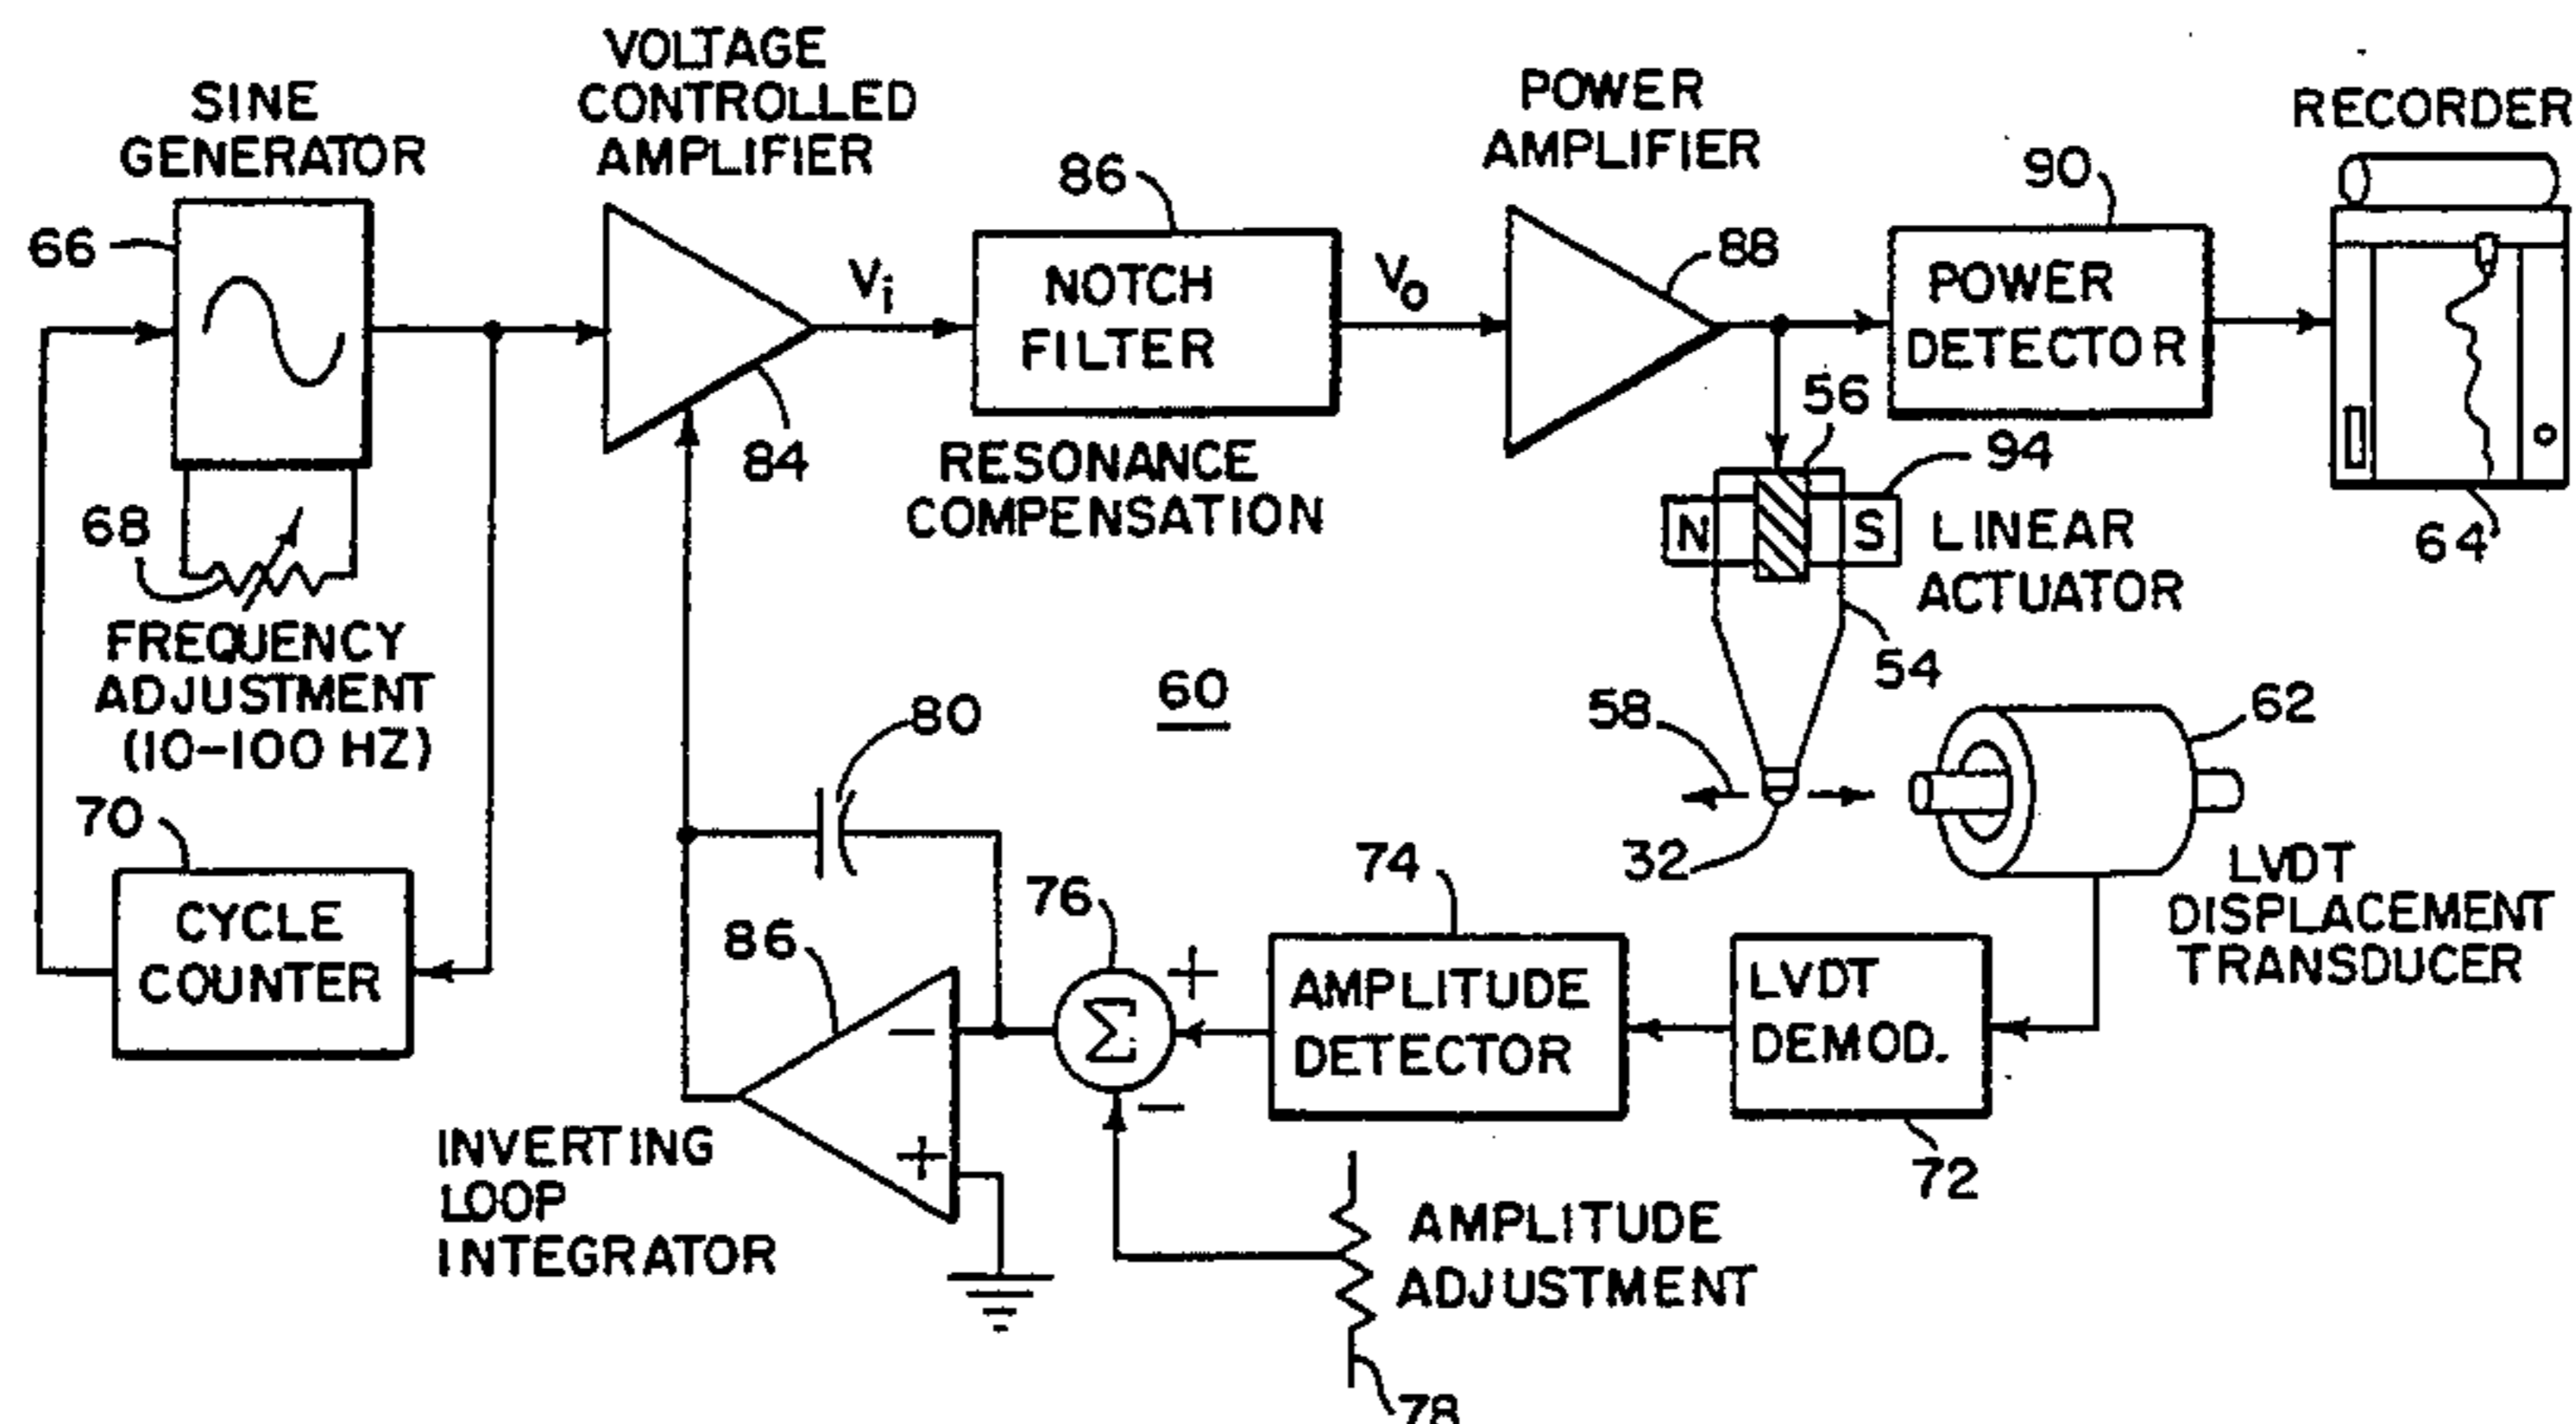 VOLTAGE
CONTROLLED
AMPLIFIER
SINE
GENERATOR
POWER
AMPLIFIER
RECORDER
66
86
90
88
Vi
NOTCH
FILTER
Vo
POWER
DETECTOR
84
RESONANCE
COMPENSATION
56
94
N
S
LINEAR
ACTUATOR
64
68
FREQUENCY
ADJUSTMENT
(10-100 HZ)
54
60
58
62
80
32
70
CYCLE
COUNTER
LVDT
DISPLACEMENT
TRANSDUCER
86
76
74
+
Σ
−
AMPLITUDE
DETECTOR
LVDT
DEMOD.
72
−
+
INVERTING
LOOP
INTEGRATOR
AMPLITUDE
ADJUSTMENT
78